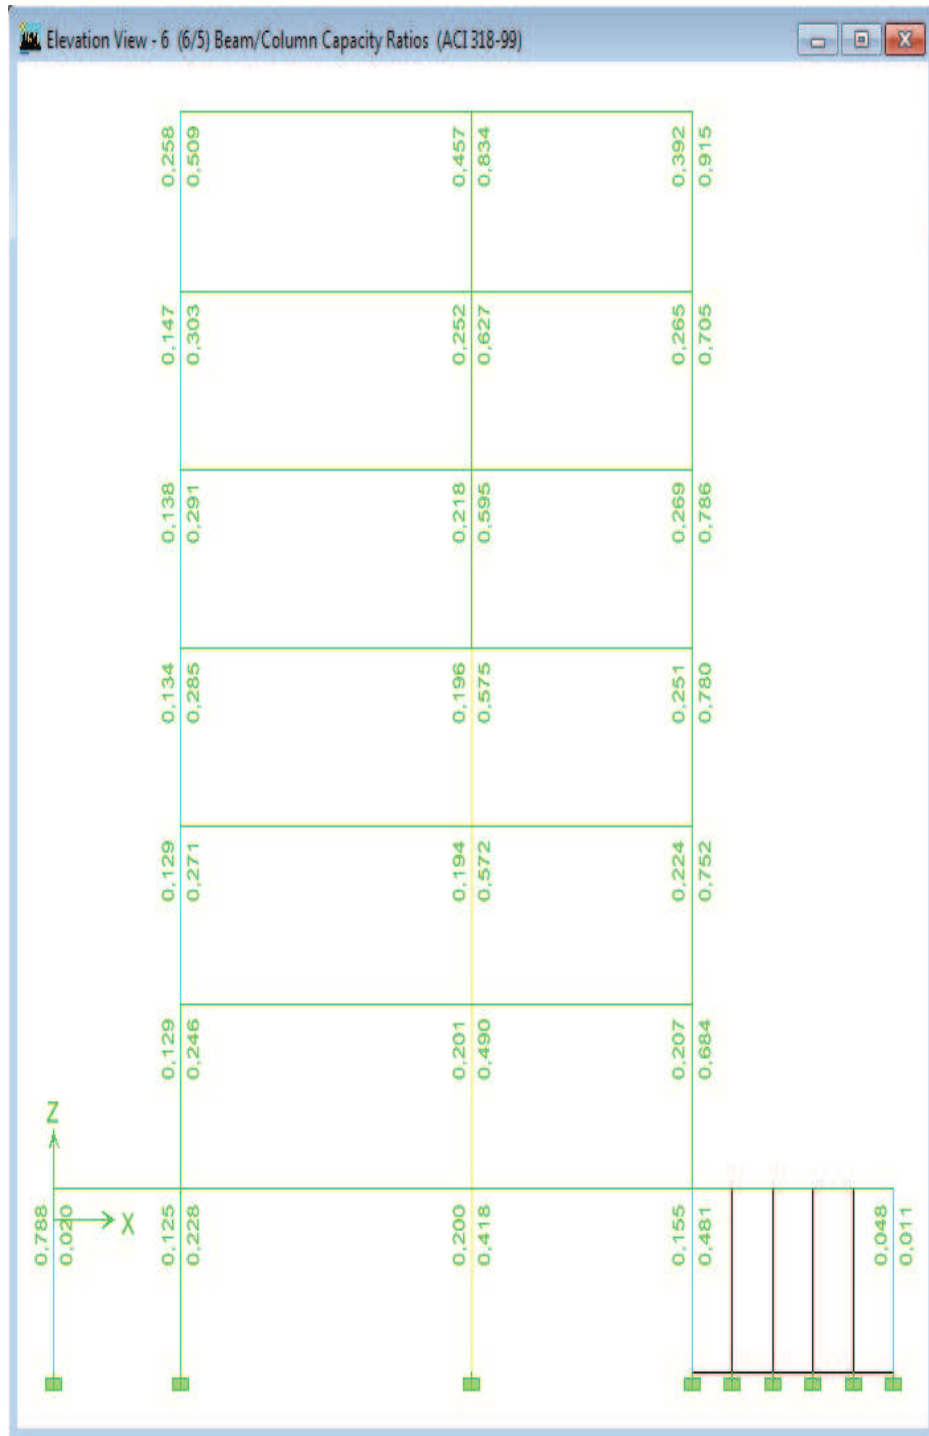 Elevation View - 6 (6/5) Beam/Column Capacity Ratios (ACI 318-99)
0,258 0,509 0,457 0,834 0,392 0,915
0,147 0,303 0,252 0,627 0,265 0,705
0,138 0,291 0,218 0,595 0,269 0,786
0,134 0,285 0,196 0,575 0,251 0,780
0,129 0,271 0,194 0,572 0,224 0,752
0,129 0,246 0,201 0,490 0,207 0,684
Z
X
0,788 0,020 0,125 0,228 0,200 0,418 0,155 0,481 0,048 0,011